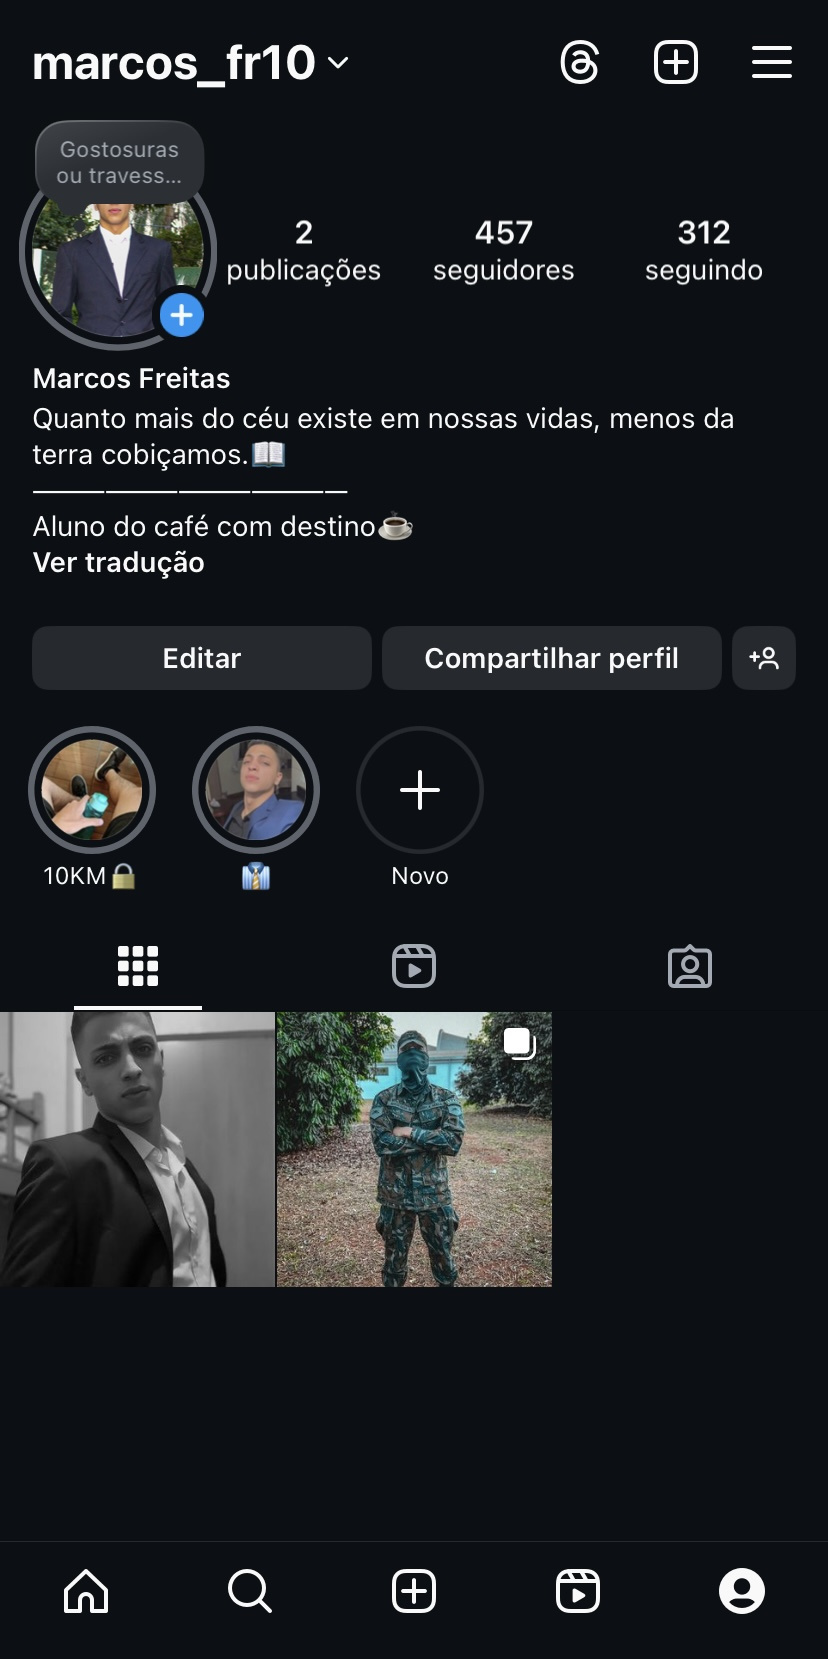 marcos_fr10
Gostosuras
ou travess...
2
publicações
457
seguidores
312
seguindo
Marcos Freitas
Quanto mais do céu existe em nossas vidas, menos da
terra cobiçamos.📖
—————————————
Aluno do café com destino☕
Ver tradução
Editar
Compartilhar perfil
10KM🔒
👔
Novo